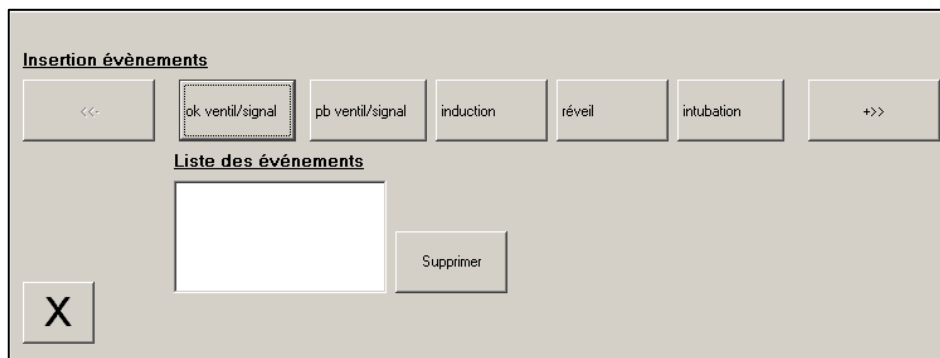 Insertion évènements
<<-
ok ventil/signal
pb ventil/signal
induction
réveil
intubation
+>>
Liste des événements
Supprimer
X